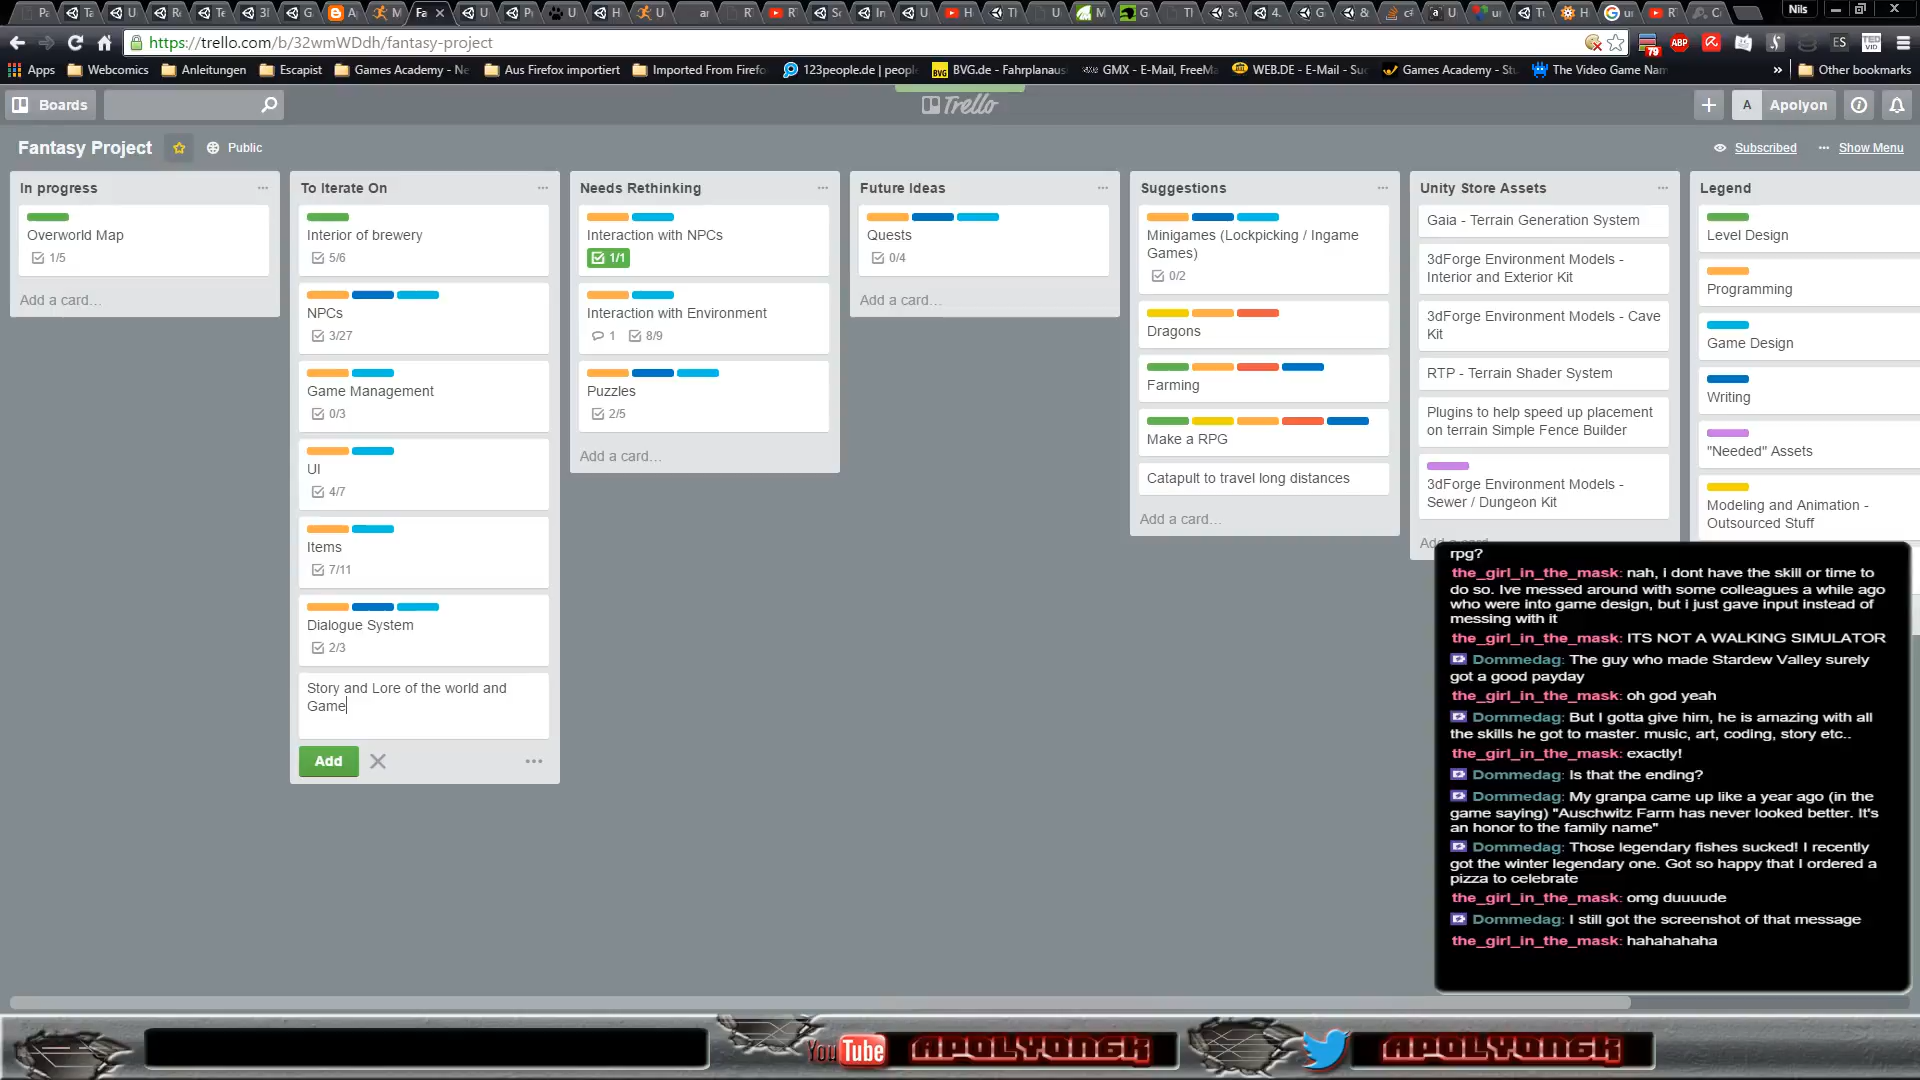 Nils
https://trello.com/b/32wmWDdh/fantasy-project
79
ABP
ES
TED
Apps
Webcomics
Anleitungen
Escapist
Games Academy - Ne
Aus Firefox importiert
Imported From Firefo
123people.de | people
BVG.de - Fahrplanaus
GMX - E-Mail, FreeMa
WEB.DE - E-Mail - Suc
Games Academy - Stu
The Video Game Nam
»
Other bookmarks
Boards
Trello
A Apolyon
Fantasy Project
Public
Subscribed
Show Menu
In progress
Overworld Map
1/5
Add a card...
To Iterate On
Interior of brewery
5/6
NPCs
3/27
Game Management
0/3
UI
4/7
Items
7/11
Dialogue System
2/3
Story and Lore of the world and
Game
Add
Needs Rethinking
Interaction with NPCs
1/1
Interaction with Environment
1 8/9
Puzzles
2/5
Add a card...
Future Ideas
Quests
0/4
Add a card...
Suggestions
Minigames (Lockpicking / Ingame
Games)
0/2
Dragons
Farming
Make a RPG
Catapult to travel long distances
Add a card...
Unity Store Assets
Gaia - Terrain Generation System
3dForge Environment Models -
Interior and Exterior Kit
3dForge Environment Models - Cave
Kit
RTP - Terrain Shader System
Plugins to help speed up placement
on terrain Simple Fence Builder
3dForge Environment Models -
Sewer / Dungeon Kit
Legend
Level Design
Programming
Game Design
Writing
"Needed" Assets
Modeling and Animation -
Outsourced Stuff
rpg?
the_girl_in_the_mask: nah, i dont have the skill or time to
do so. Ive messed around with some colleagues a while ago
who were into game design, but i just gave input instead of
messing with it
the_girl_in_the_mask: ITS NOT A WALKING SIMULATOR
Dommedag: The guy who made Stardew Valley surely
got a good payday
the_girl_in_the_mask: oh god yeah
Dommedag: But I gotta give him, he is amazing with all
the skills he got to master. music, art, coding, story etc..
the_girl_in_the_mask: exactly!
Dommedag: Is that the ending?
Dommedag: My granpa came up like a year ago (in the
game saying) "Auschwitz Farm has never looked better. It's
an honor to the family name"
Dommedag: Those legendary fishes sucked! I recently
got the winter legendary one. Got so happy that I ordered a
pizza to celebrate
the_girl_in_the_mask: omg duuuude
Dommedag: I still got the screenshot of that message
the_girl_in_the_mask: hahahahaha
YouTube
APOLYON6K
APOLYON6K